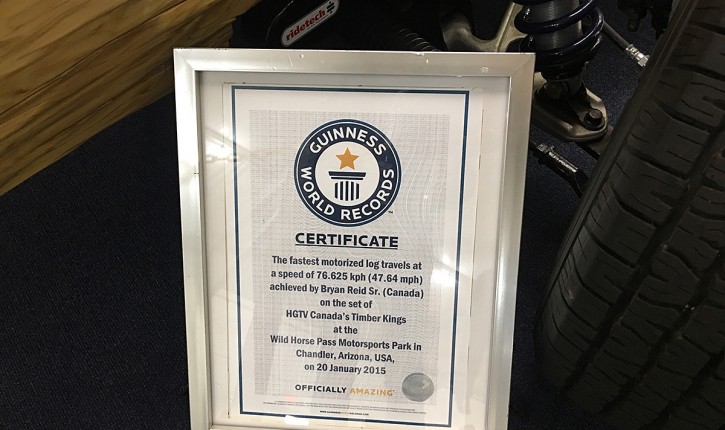 ridetech
GUINNESS
WORLD RECORDS
CERTIFICATE
The fastest motorized log travels at
a speed of 76.625 kph (47.64 mph)
achieved by Bryan Reid Sr. (Canada)
on the set of
HGTV Canada's Timber Kings
at the
Wild Horse Pass Motorsports Park in
Chandler, Arizona, USA,
on 20 January 2015
OFFICIALLY AMAZING